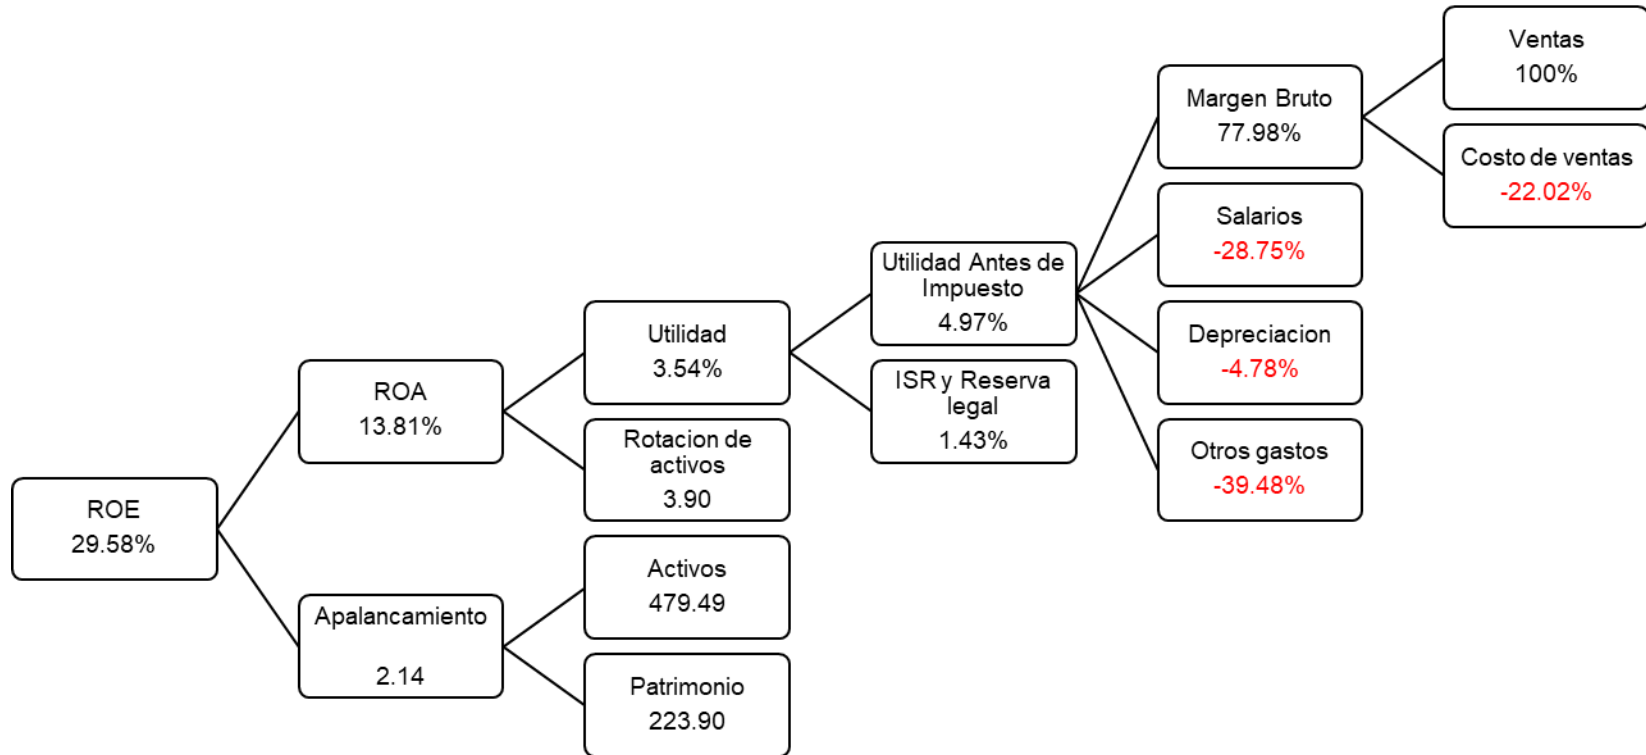 Ventas
100%
Margen Bruto
77.98%
Costo de ventas
-22.02%
Salarios
-28.75%
Utilidad Antes de
Impuesto
4.97%
Utilidad
3.54%
Depreciacion
-4.78%
ROA
13.81%
ISR y Reserva
legal
1.43%
Rotacion de
activos
3.90
Otros gastos
-39.48%
ROE
29.58%
Activos
479.49
Apalancamiento
2.14
Patrimonio
223.90